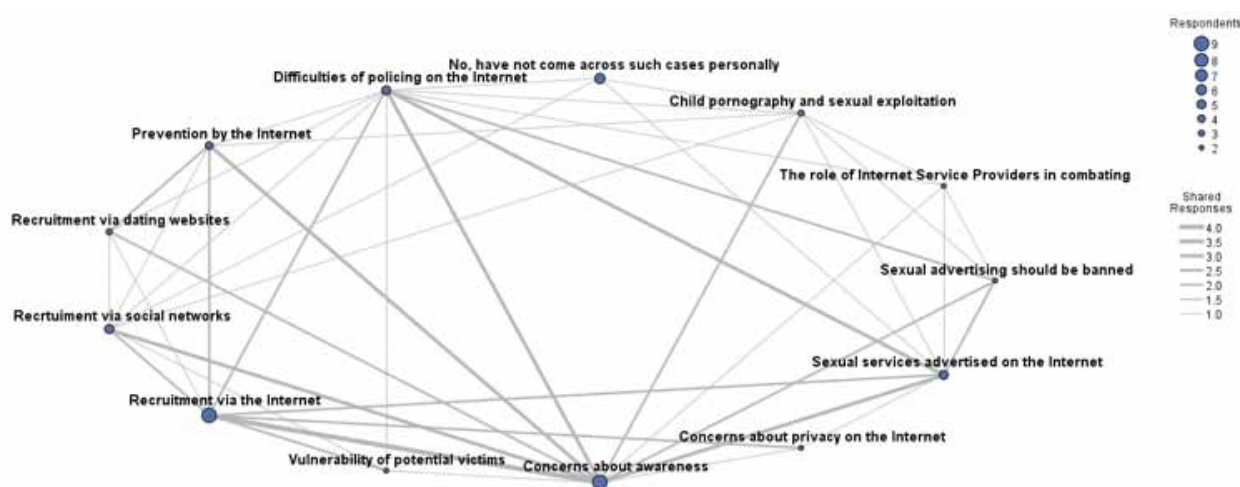 Respondents
9
8
7
6
5
4
3
2
No, have not come across such cases personally
Difficulties of policing on the Internet
Child pornography and sexual exploitation
Prevention by the Internet
The role of Internet Service Providers in combating
Shared
Responses
4.0
3.5
3.0
2.5
2.0
1.5
1.0
Recruitment via dating websites
Sexual advertising should be banned
Recrtuiment via social networks
Sexual services advertised on the Internet
Recruitment via the Internet
Concerns about privacy on the Internet
Vulnerability of potential victims
Concerns about awareness